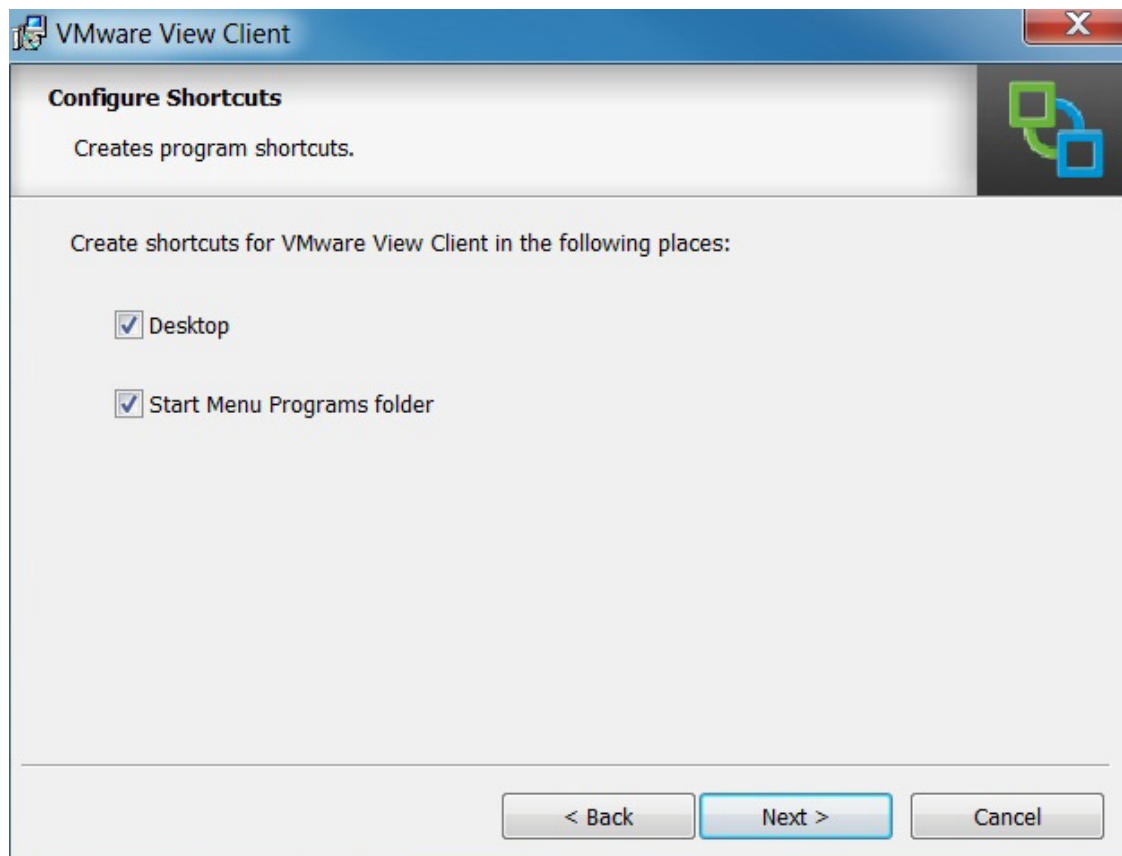 VMware View Client
Configure Shortcuts
Creates program shortcuts.
Create shortcuts for VMware View Client in the following places:
Desktop
Start Menu Programs folder
< Back
Next >
Cancel